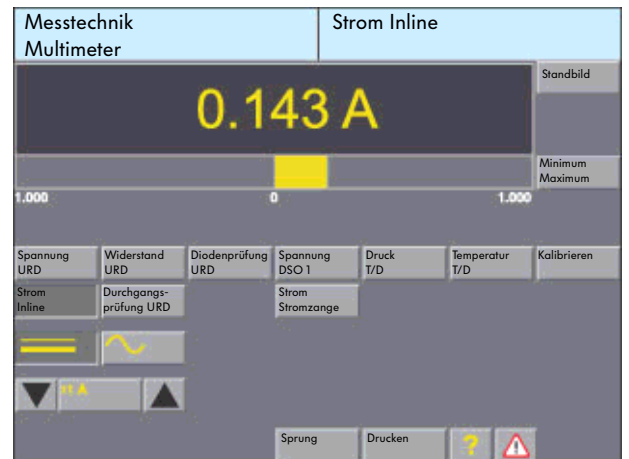 Messtechnik
Multimeter
Strom Inline
0.143 A
Standbild
Minimum
Maximum
1.000 0 1.000
Spannung
URD
Widerstand
URD
Diodenprüfung
URD
Spannung
DSO 1
Druck
T/D
Temperatur
T/D
Kalibrieren
Strom
Inline
Durchgangs-
prüfung URD
Strom
Stromzange
A
Sprung
Drucken
?